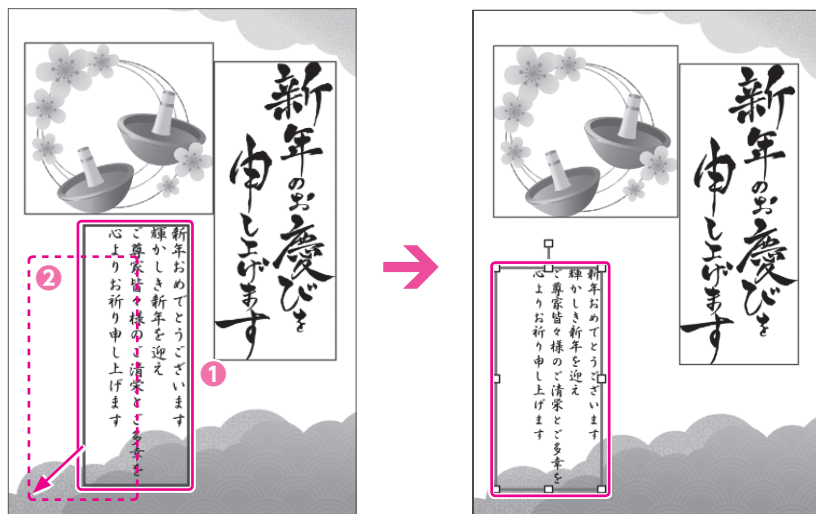 新年のお慶びを
申し上げます
新年おめでとうございます
輝かしき新年を迎え
ご尊家皆々様のご清栄とご多幸を
心よりお祈り申し上げます
❶
❷
新年のお慶びを
申し上げます
新年おめでとうございます
輝かしき新年を迎え
ご尊家皆々様のご清栄とご多幸を
心よりお祈り申し上げます